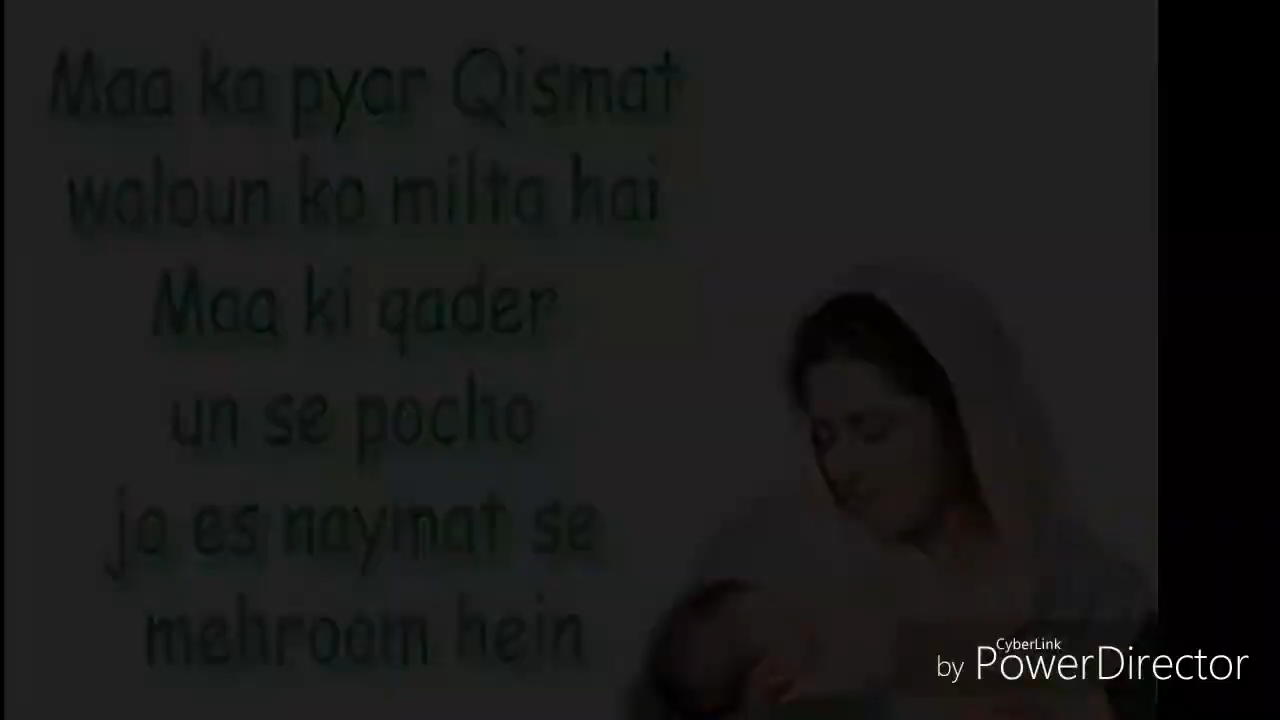 Maa ka pyar Qismat
waloun ko milta hai
Maa ki qader
un se pocho
jo es naymat se
mehroom hein
CyberLink
by PowerDirector